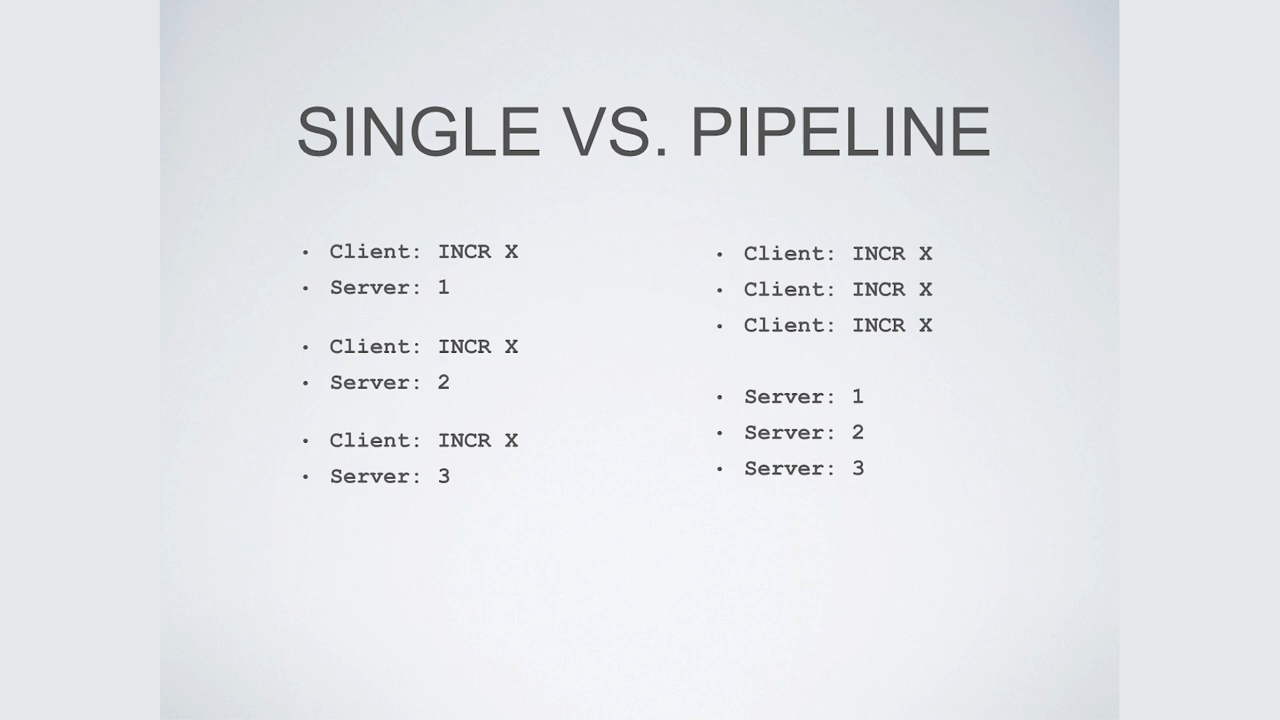 SINGLE VS. PIPELINE
• Client: INCR X
• Server: 1
• Client: INCR X
• Server: 2
• Client: INCR X
• Server: 3
• Client: INCR X
• Client: INCR X
• Client: INCR X
• Server: 1
• Server: 2
• Server: 3